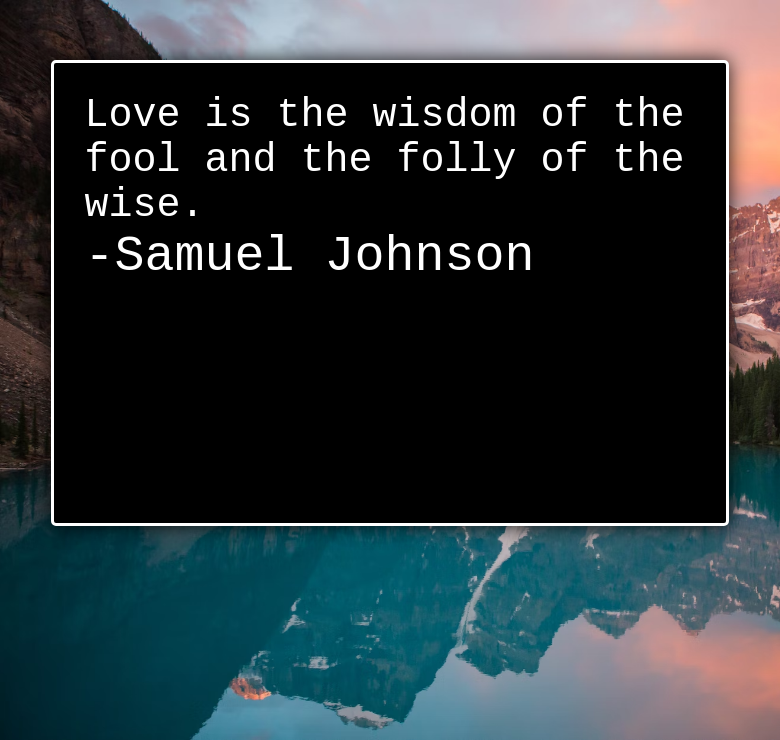 Love is the wisdom of the
fool and the folly of the
wise.
-Samuel Johnson